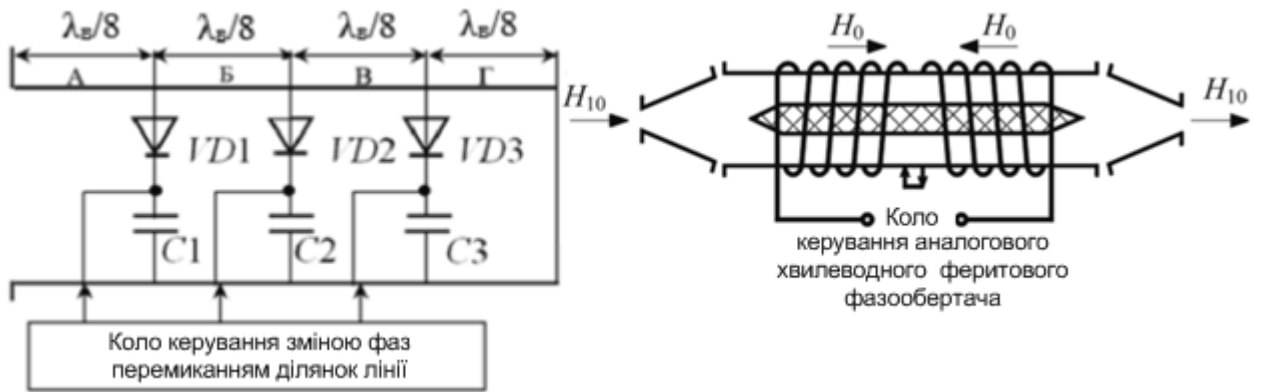 λв/8 λв/8 λв/8 λв/8
А Б В Г
VD1 VD2 VD3
C1 C2 C3
Коло керування зміною фаз
перемиканням ділянок лінії
H0 H0
H10 H10
Коло
керування аналогового
хвилеводного феритового
фазообертача